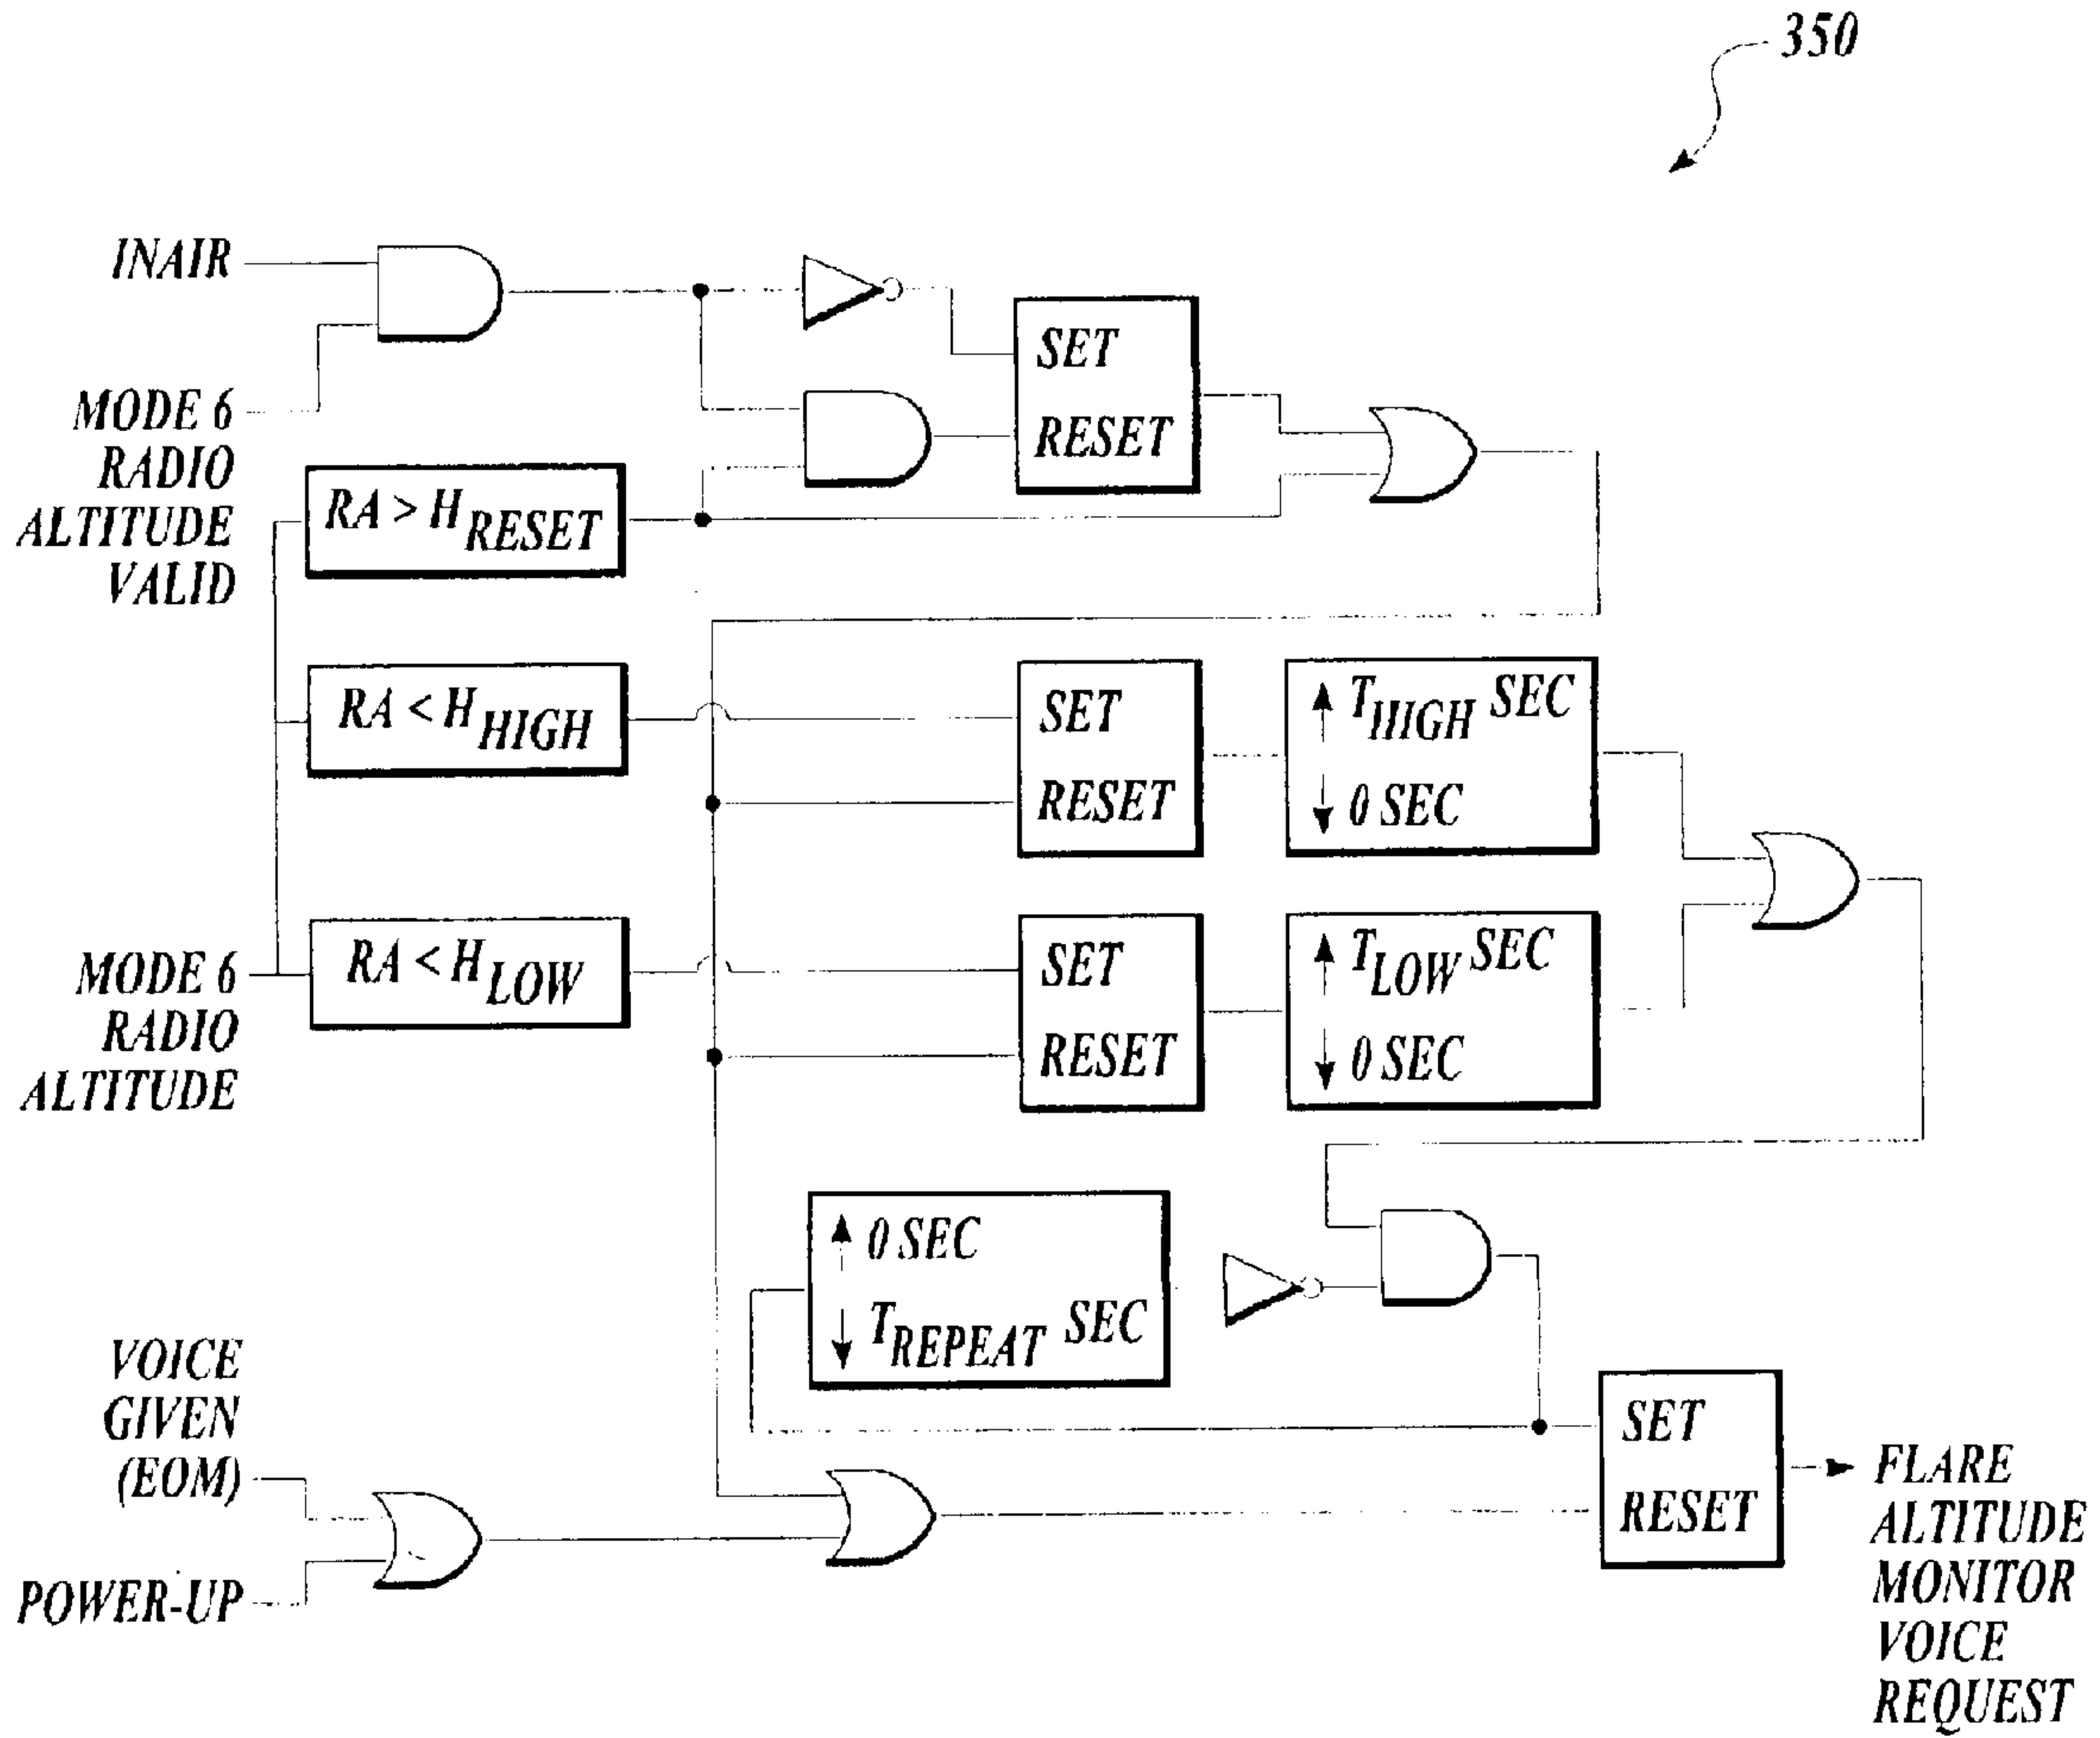 350
INAIR
MODE 6
RADIO
ALTITUDE
VALID
SET
RESET
RA > H RESET
RA < H HIGH
SET
RESET
T HIGH SEC
0 SEC
MODE 6
RADIO
ALTITUDE
RA < H LOW
SET
RESET
T LOW SEC
0 SEC
0 SEC
T REPEAT SEC
VOICE
GIVEN
(EOM)
POWER-UP
SET
RESET
FLARE
ALTITUDE
MONITOR
VOICE
REQUEST